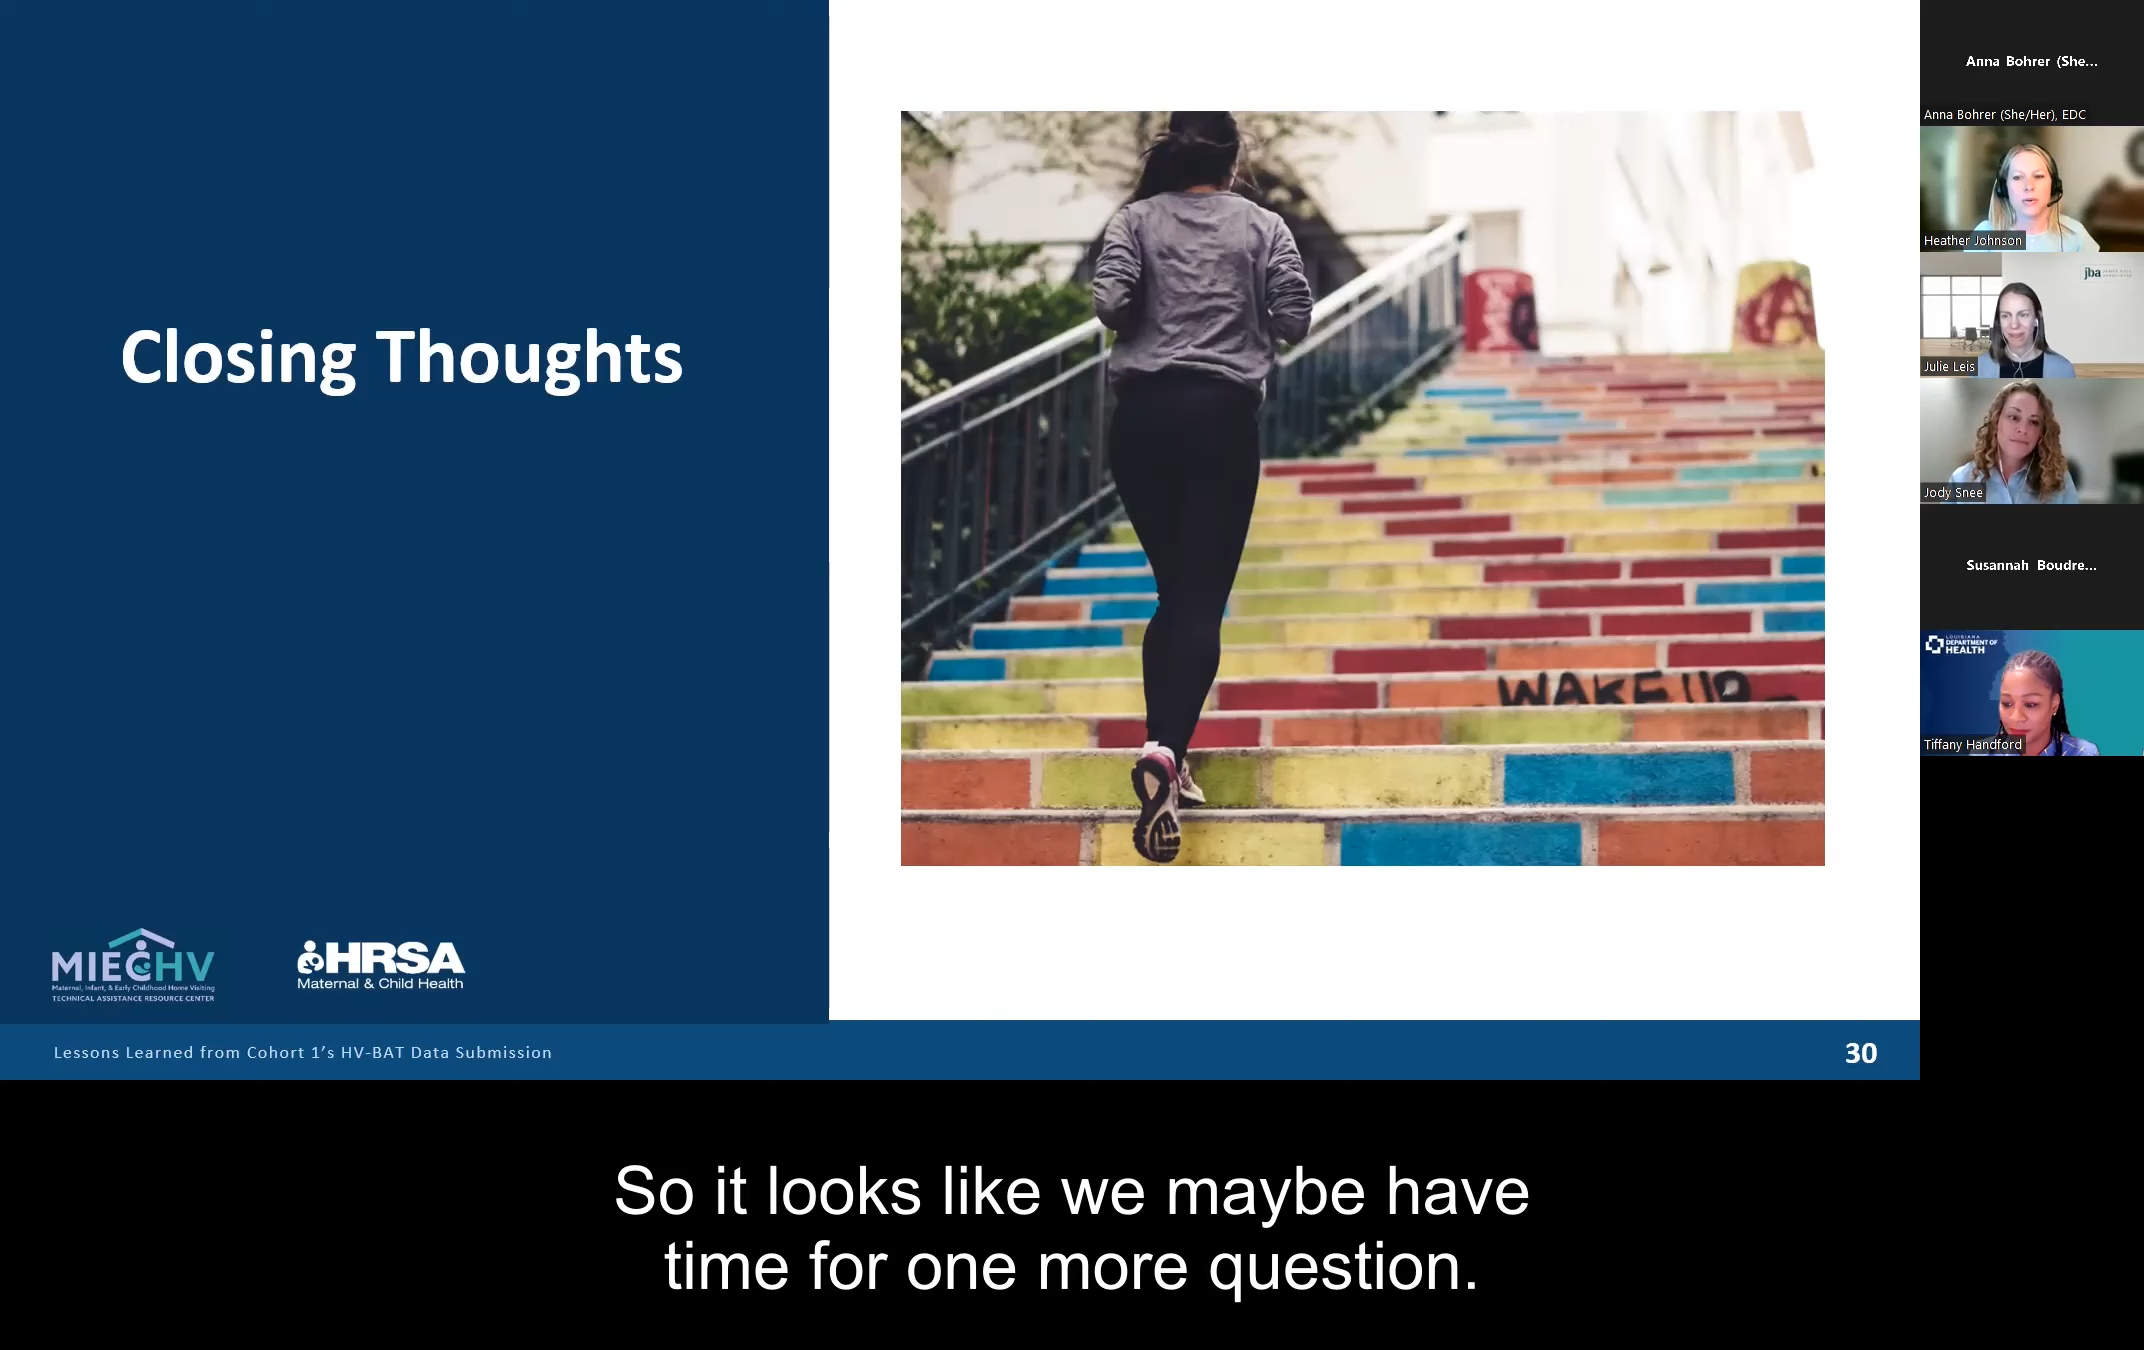 Closing Thoughts
WAKE UP
MIECHV
Maternal, Infant, & Early Childhood Home Visiting
TECHNICAL ASSISTANCE RESOURCE CENTER
HRSA
Maternal & Child Health
Lessons Learned from Cohort 1’s HV-BAT Data Submission
30
Anna Bohrer (She...
Anna Bohrer (She/Her), EDC
Heather Johnson
jba
Julie Leis
Jody Snee
Susannah Boudre...
LOUISIANA
DEPARTMENT OF
HEALTH
Tiffany Handford
So it looks like we maybe have
time for one more question.